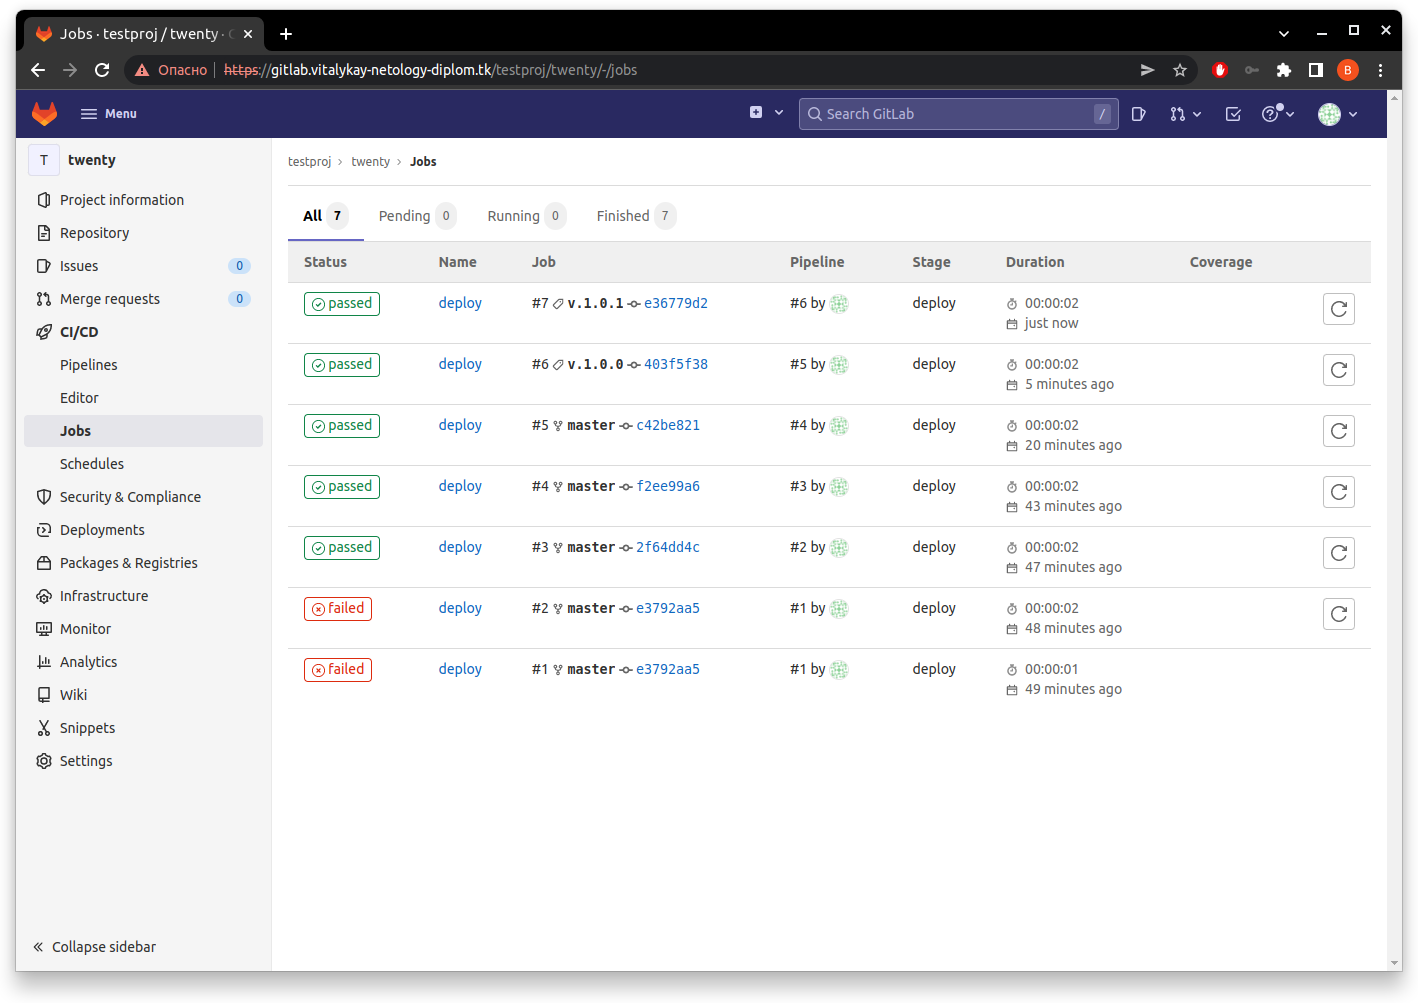 Jobs · testproj / twenty ·
Опасно https://gitlab.vitalykay-netology-diplom.tk/testproj/twenty/-/jobs
B
Menu
Search GitLab /
T twenty
Project information
Repository
Issues 0
Merge requests 0
CI/CD
Pipelines
Editor
Jobs
Schedules
Security & Compliance
Deployments
Packages & Registries
Infrastructure
Monitor
Analytics
Wiki
Snippets
Settings
« Collapse sidebar
testproj › twenty › Jobs
All 7 Pending 0 Running 0 Finished 7
Status Name Job Pipeline Stage Duration Coverage
passed deploy #7 v.1.0.1 e36779d2 #6 by deploy 00:00:02
just now
passed deploy #6 v.1.0.0 403f5f38 #5 by deploy 00:00:02
5 minutes ago
passed deploy #5 master c42be821 #4 by deploy 00:00:02
20 minutes ago
passed deploy #4 master f2ee99a6 #3 by deploy 00:00:02
43 minutes ago
passed deploy #3 master 2f64dd4c #2 by deploy 00:00:02
47 minutes ago
failed deploy #2 master e3792aa5 #1 by deploy 00:00:02
48 minutes ago
failed deploy #1 master e3792aa5 #1 by deploy 00:00:01
49 minutes ago